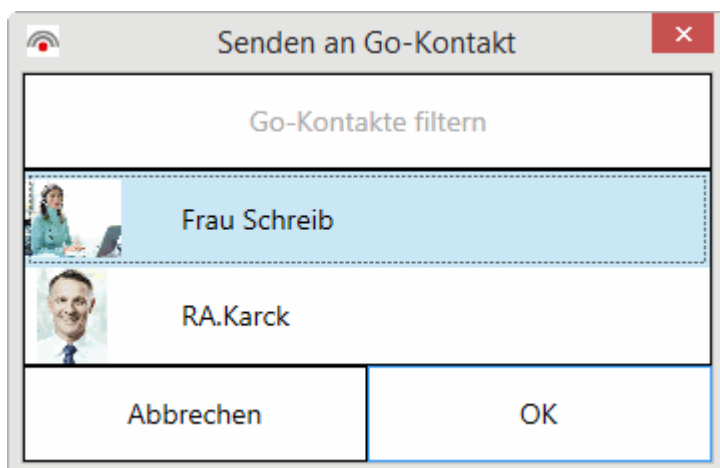 Senden an Go-Kontakt
Go-Kontakte filtern
Frau Schreib
RA.Karck
Abbrechen
OK